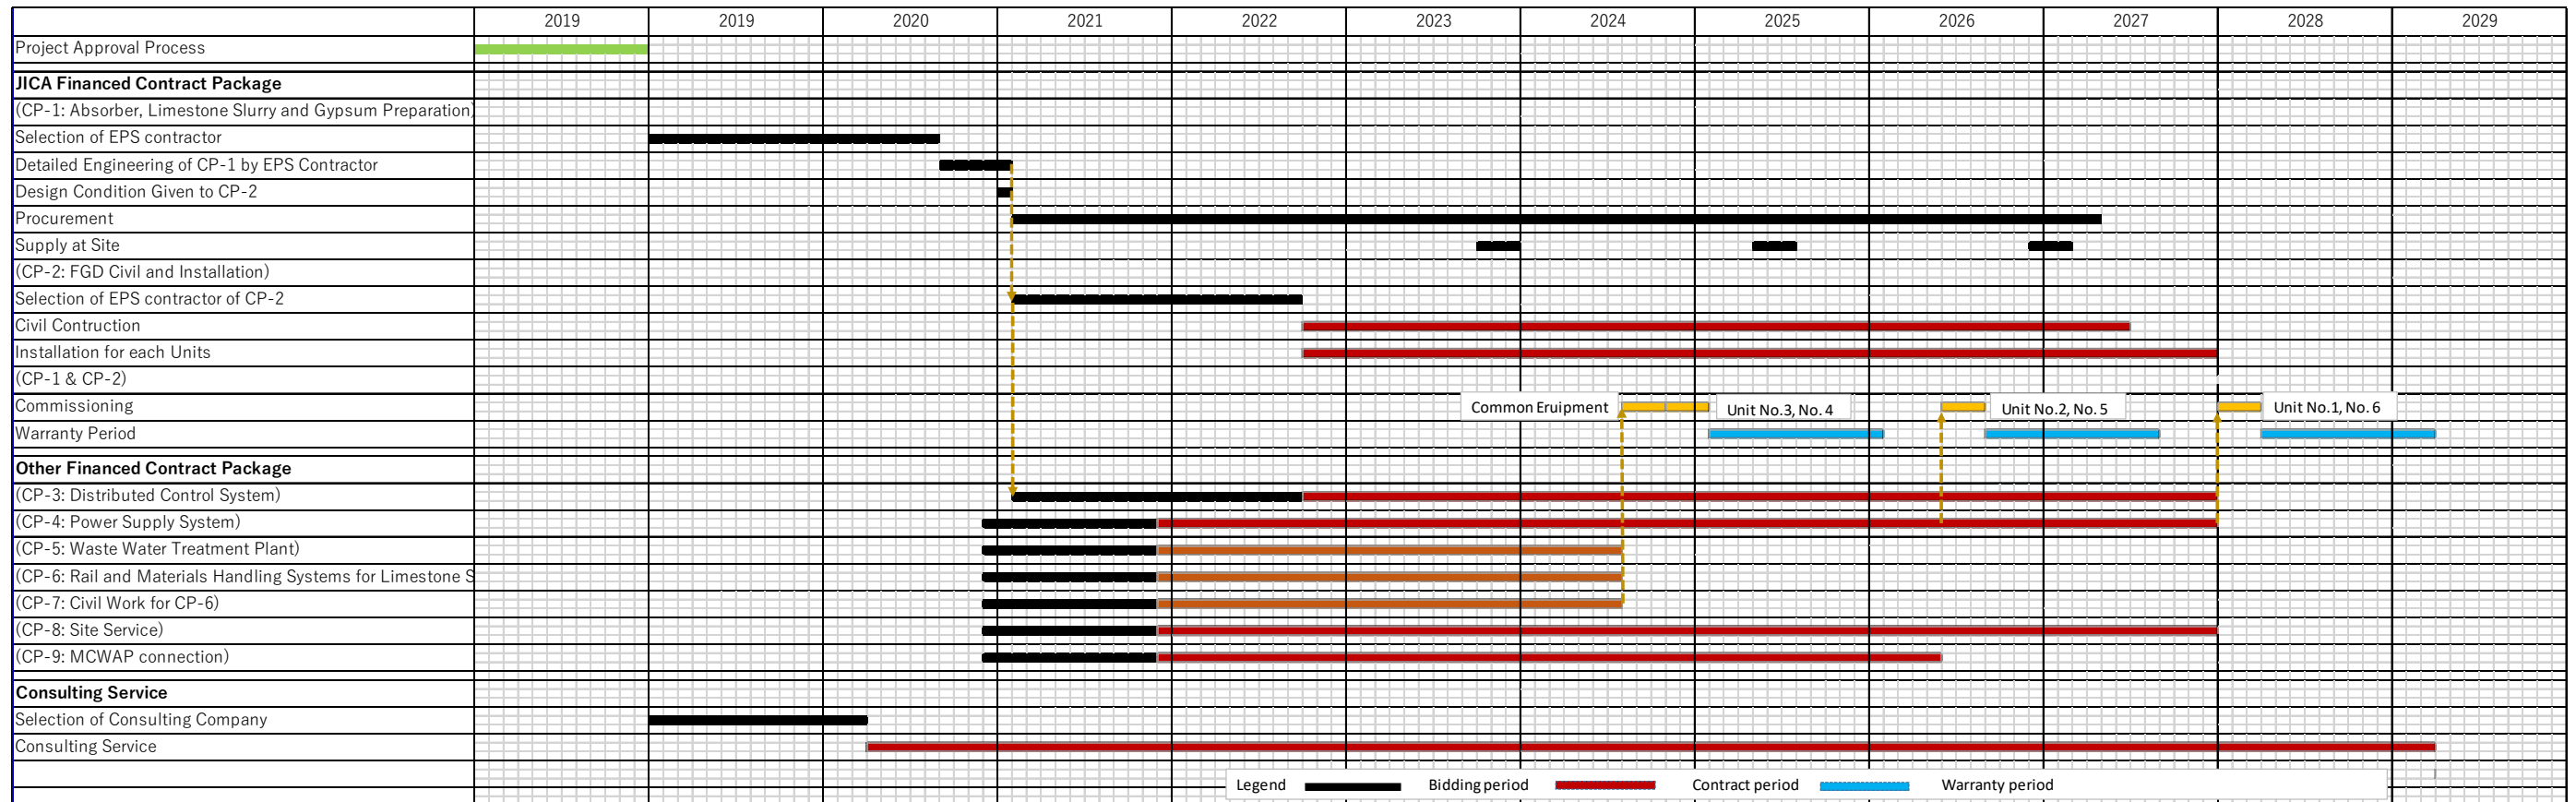 2019 2019 2020 2021 2022 2023 2024 2025 2026 2027 2028 2029
Project Approval Process
JICA Financed Contract Package
(CP-1: Absorber, Limestone Slurry and Gypsum Preparation)
Selection of EPS contractor
Detailed Engineering of CP-1 by EPS Contractor
Design Condition Given to CP-2
Procurement
Supply at Site
(CP-2: FGD Civil and Installation)
Selection of EPS contractor of CP-2
Civil Contruction
Installation for each Units
(CP-1 & CP-2)
Commissioning Common Eruipment Unit No.3, No. 4 Unit No.2, No. 5 Unit No.1, No. 6
Warranty Period
Other Financed Contract Package
(CP-3: Distributed Control System)
(CP-4: Power Supply System)
(CP-5: Waste Water Treatment Plant)
(CP-6: Rail and Materials Handling Systems for Limestone S
(CP-7: Civil Work for CP-6)
(CP-8: Site Service)
(CP-9: MCWAP connection)
Consulting Service
Selection of Consulting Company
Consulting Service
Legend Bidding period Contract period Warranty period